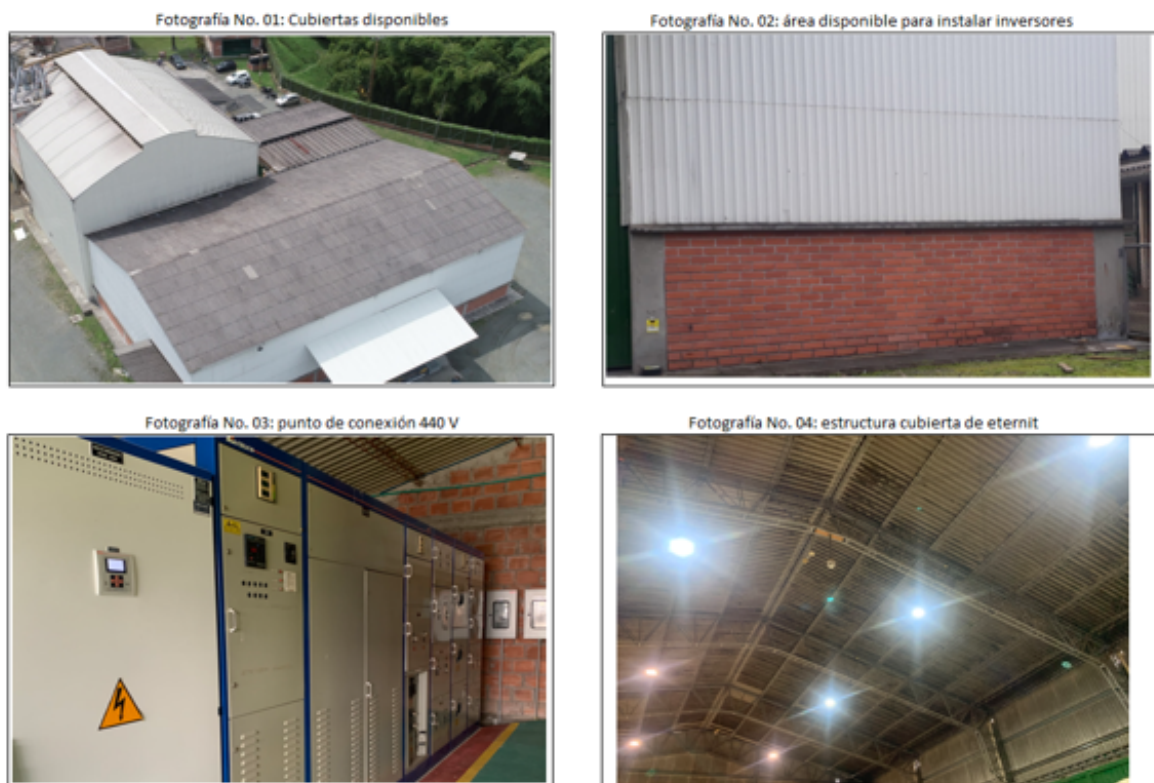 Fotografía No. 01: Cubiertas disponibles
Fotografía No. 02: área disponible para instalar inversores
Fotografía No. 03: punto de conexión 440 V
Fotografía No. 04: estructura cubierta de eternit